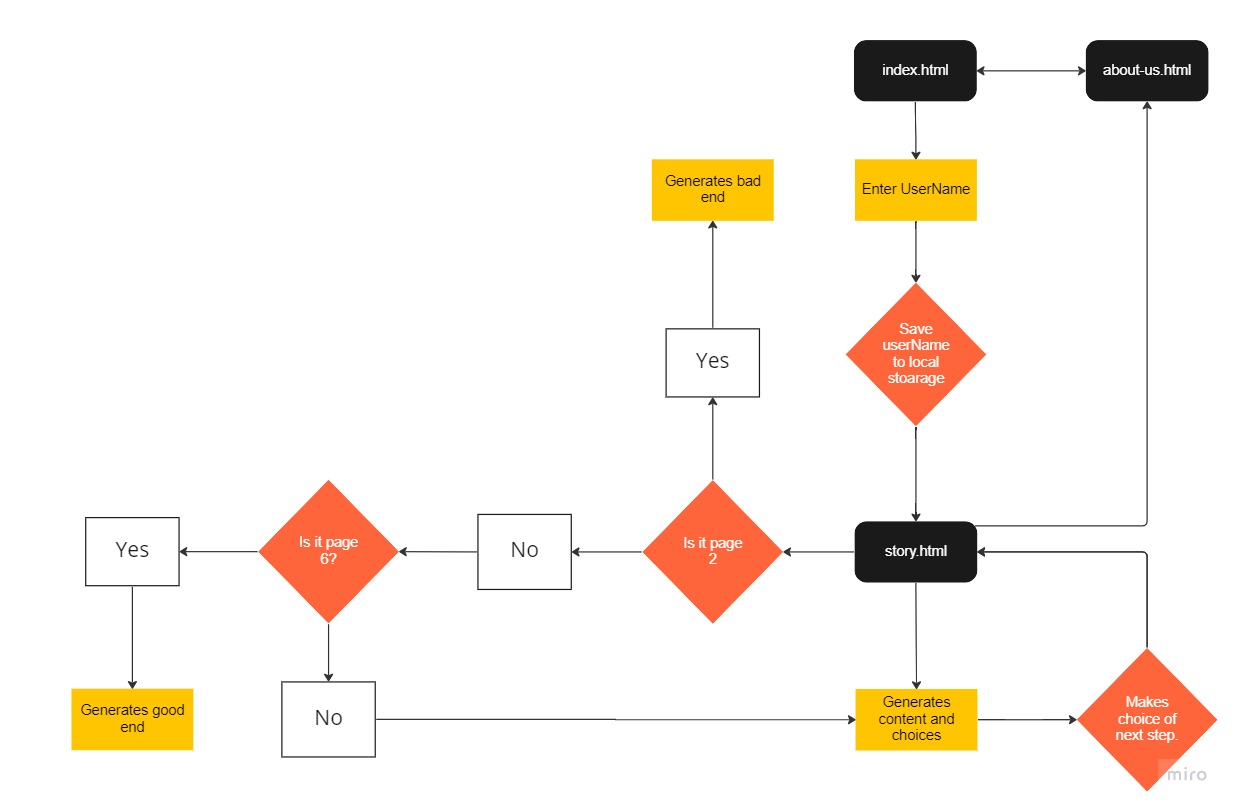 index.html
about-us.html
Generates bad
end
Enter UserName
Save
userName
to local
stoarage
Yes
Yes
Is it page
6?
No
Is it page
2
story.html
Generates good
end
No
Generates
content and
choices
Makes
choice of
next step.
miro